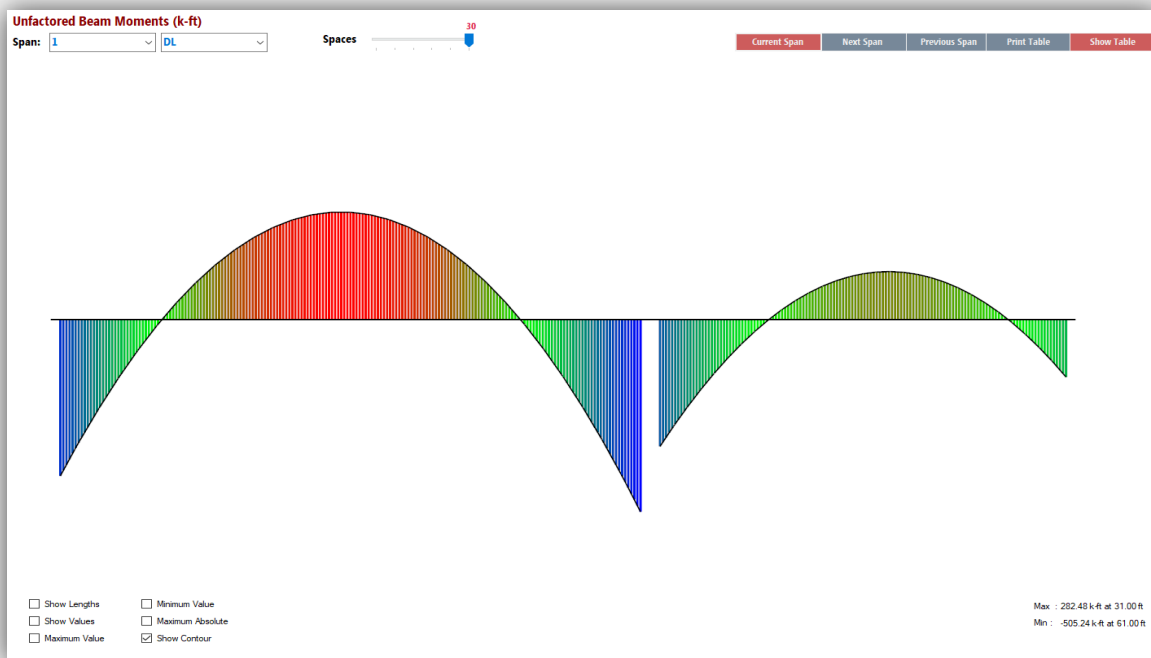 Unfactored Beam Moments (k-ft)
Span: 1 DL Spaces 30 Current Span Next Span Previous Span Print Table Show Table
Show Lengths Minimum Value
Show Values Maximum Absolute
Maximum Value Show Contour
Max : 282.48 k-ft at 31.00 ft
Min : -505.24 k-ft at 61.00 ft